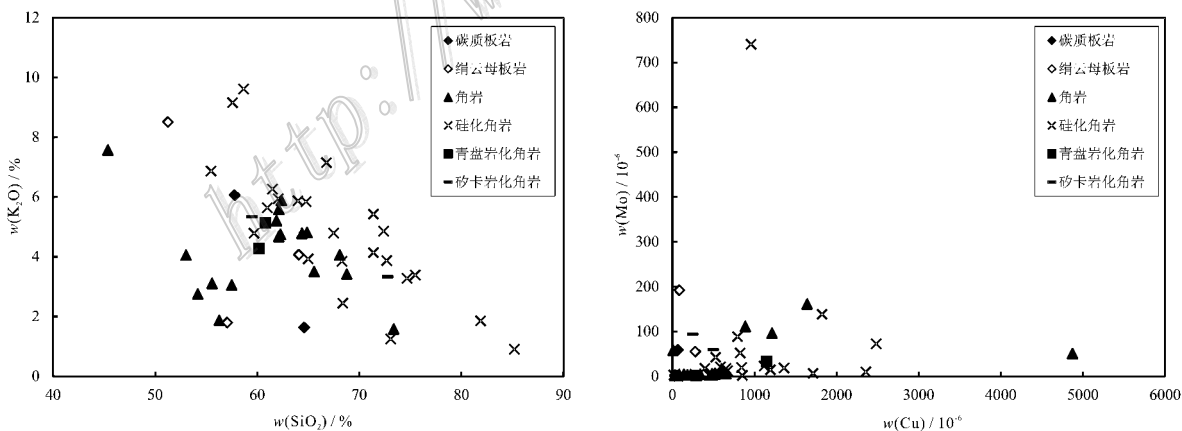 http://w
12
10
8
6
4
2
0
w(K₂O) / %
40 50 60 70 80 90
w(SiO₂) / %
碳质板岩
绢云母板岩
角岩
硅化角岩
青盘岩化角岩
矽卡岩化角岩
800
700
600
500
400
300
200
100
0
w(Mo) / 10⁻⁶
0 1000 2000 3000 4000 5000 6000
w(Cu) / 10⁻⁶
碳质板岩
绢云母板岩
角岩
硅化角岩
青盘岩化角岩
矽卡岩化角岩